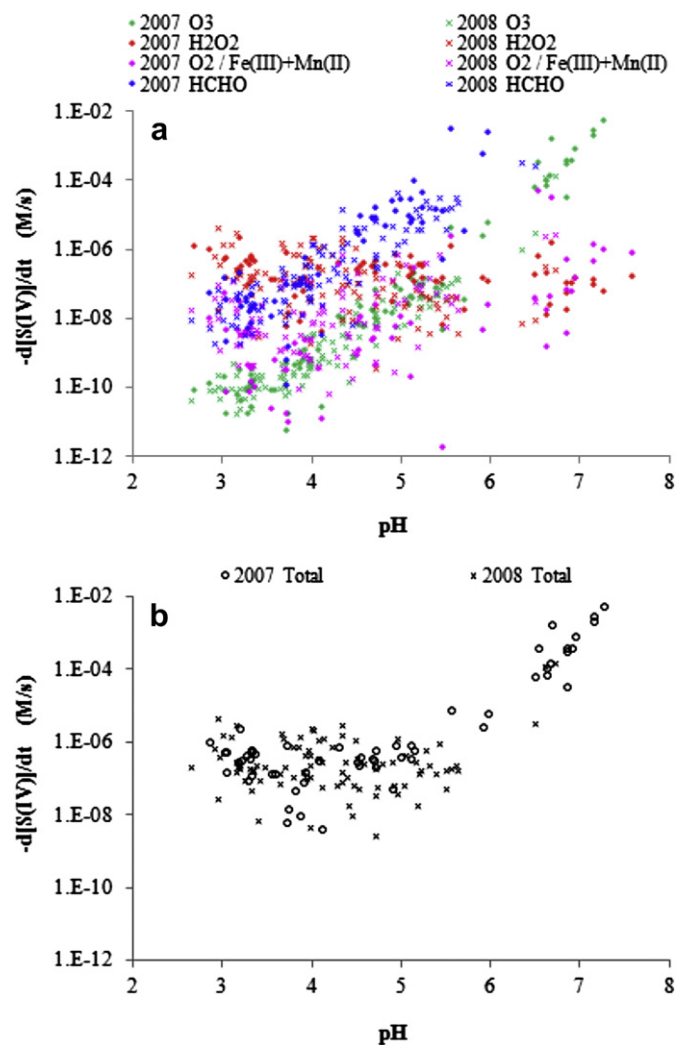 2007 O3 2008 O3
2007 H2O2 2008 H2O2
2007 O2 / Fe(III)+Mn(II) 2008 O2 / Fe(III)+Mn(II)
2007 HCHO 2008 HCHO
a
-d[S(IV)]/dt (M/s)
1.E-02
1.E-04
1.E-06
1.E-08
1.E-10
1.E-12
2 3 4 5 6 7 8
pH
2007 Total 2008 Total
b
-d[S(IV)]/dt (M/s)
1.E-02
1.E-04
1.E-06
1.E-08
1.E-10
1.E-12
2 3 4 5 6 7 8
pH